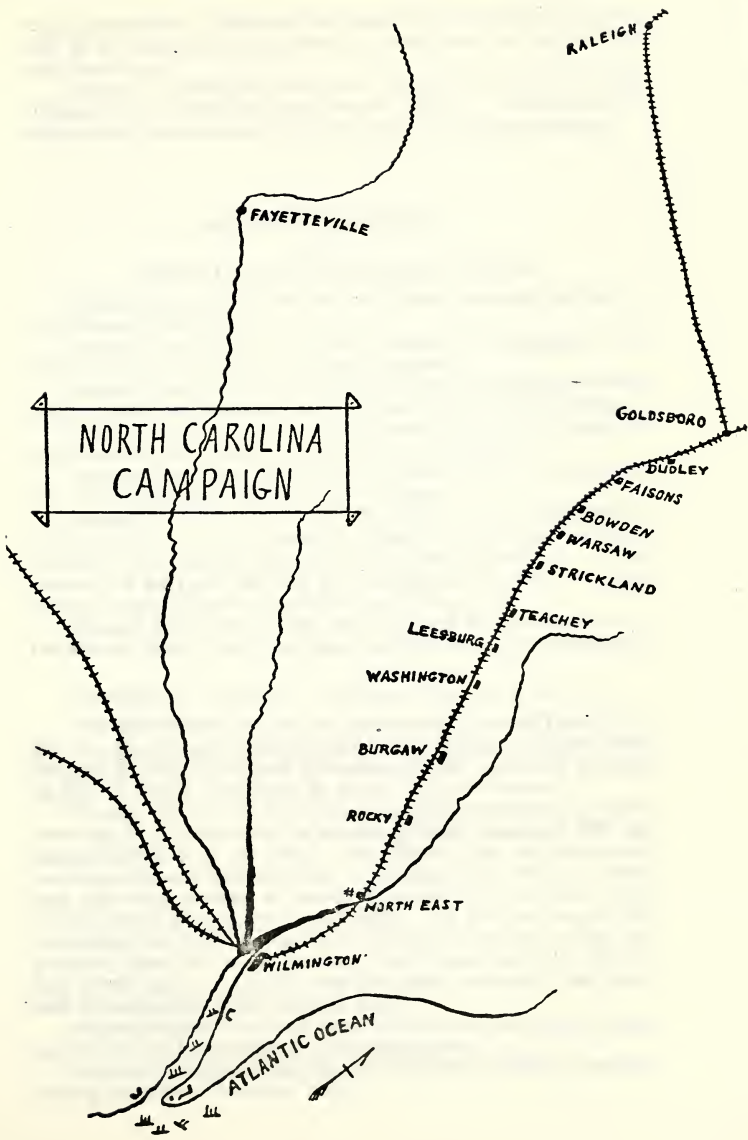 RALEIGH
FAYETTEVILLE
NORTH CAROLINA
CAMPAIGN
GOLDSBORO
DUDLEY
FAISONS
BOWDEN
WARSAW
STRICKLAND
TEACHEY
LEESBURG
WASHINGTON
BURGAW
ROCKY
NORTH EAST
WILMINGTON
ATLANTIC OCEAN